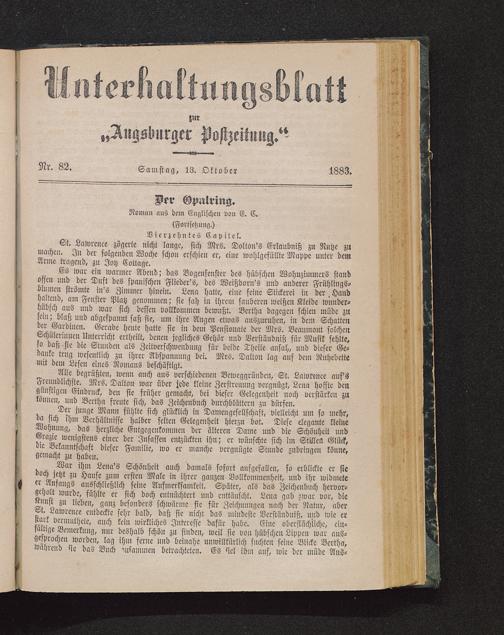 Unterhaltungsblatt
zur
„Augsburger Postzeitung."
Nr. 82. Samstag, 13. Oktober 1883.
Der Opalring.
Roman aus dem Englischen von E. C.
(Fortsetzung.)
Vierzehntes Capitel.
St. Lawrence zögerte nicht lange, sich Mrs. Dolton's Erlaubniß zu Nutze zu
machen. In der folgenden Woche schon erschien er, eine wohlgefüllte Mappe unter dem
Arme tragend, zu Joy Cottage.
Es war ein warmer Abend; das Bogenfenster des hübschen Wohnzimmers stand
offen und der Duft des spanischen Flieder's, des Weißdorn's und anderer Frühlings-
blumen strömte in's Zimmer hinein. Lena hatte, eine feine Stickerei in der Hand
haltend, am Fenster Platz genommen; sie sah in ihrem sauberen weißen Kleide wunder-
hübsch aus und war sich dessen vollkommen bewußt. Bertha dagegen schien müde zu
sein; blaß und abgespannt saß sie, um ihre Augen etwas auszuruhen, in dem Schatten
der Gardinen. Gerade heute hatte sie in dem Pensionate der Mrs. Beaumont solchen
Schülerinnen Unterricht ertheilt, denen jegliches Gehör und Verständniß für Musik fehlte,
so daß sie die Stunden als Zeitverschwendung für beide Theile ansah, und dieser Ge-
danke trug wesentlich zu ihrer Abspannung bei. Mrs. Dalton lag auf dem Ruhebette
mit dem Lesen eines Romans beschäftigt.
Alle begrüßten, wenn auch aus verschiedenen Beweggründen, St. Lawrence auf's
Freundlichste. Mrs. Dalton war über jede kleine Zerstreuung vergnügt, Lena hoffte den
günstigen Eindruck, den sie früher gemacht, bei dieser Gelegenheit noch verstärken zu
können, und Bertha freute sich, das Zeichenbuch durchblättern zu dürfen.
Der junge Mann fühlte sich glücklich in Damengesellschaft, vielleicht um so mehr,
da sich ihm Verhältnisse halber selten Gelegenheit hierzu bot. Diese elegante kleine
Wohnung, das herzliche Entgegenkommen der älteren Dame und die Schönheit und
Grazie wenigstens einer der Insassen entzückten ihn; er wünschte sich im Stillen Glück,
die Bekanntschaft dieser Familie, wo er manche vergnügte Stunde zubringen könne,
gemacht zu haben.
War ihm Lena's Schönheit auch damals sofort aufgefallen, so erblickte er sie
doch jetzt zu Hause zum ersten Male in ihrer ganzen Vollkommenheit, und ihr widmete
er Anfangs ausschließlich seine Aufmerksamkeit. Später, als das Zeichenbuch hervor-
geholt wurde, fühlte er sich doch entnüchtert und enttäuscht. Lena gab zwar vor, die
Kunst zu lieben, ganz besonders schwärme sie für Zeichnungen nach der Natur, aber
St. Lawrence entdeckte sehr bald, daß sie nicht das mindeste Verständniß, und wie er
stark vermuthete, auch kein wirkliches Interesse dafür habe. Eine oberflächliche, ein-
fältige Bemerkung, nur deshalb schön zu finden, weil sie von hübschen Lippen war aus-
gesprochen worden, lag ihm ferne und beinahe unwillkürlich suchten seine Blicke Bertha,
während sie das Buch zusammen betrachteten. Es fiel ihm auf, wie der müde Aus-